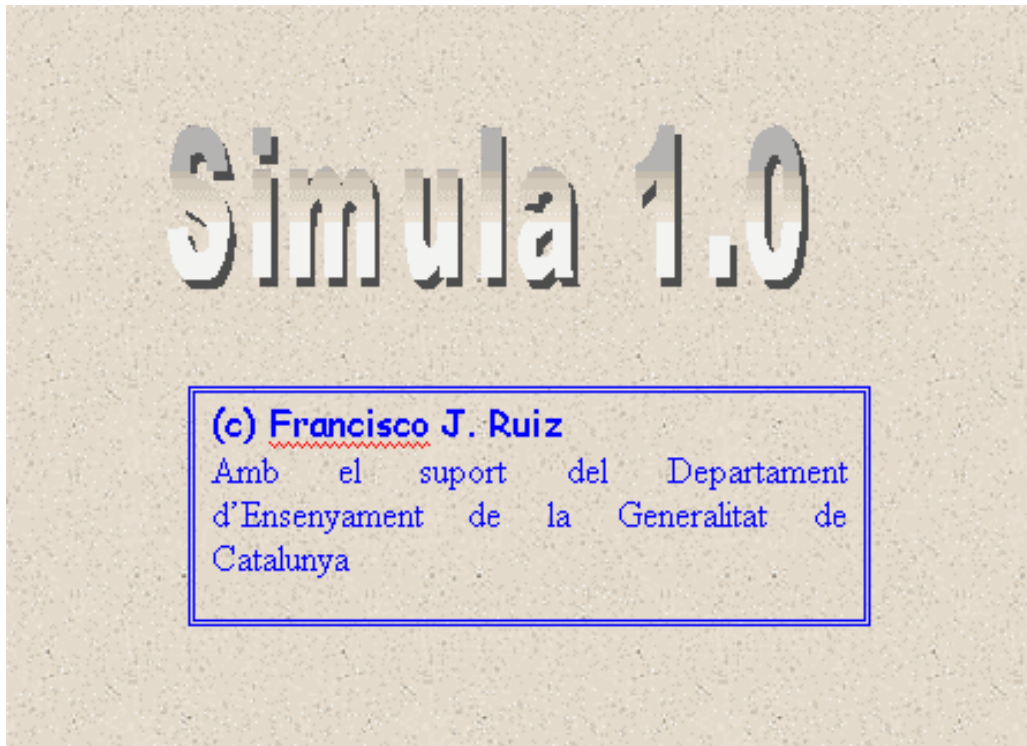 Simula 1.0
(c) Francisco J. Ruiz
Amb el suport del Departament
d'Ensenyament de la Generalitat de
Catalunya